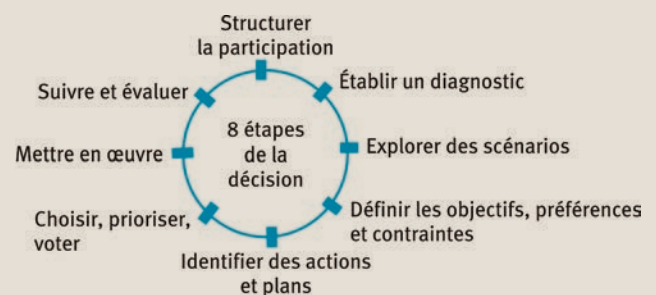 Structurer
la participation
Établir un diagnostic
Explorer des scénarios
Définir les objectifs, préférences
et contraintes
Identifier des actions
et plans
Choisir, prioriser,
voter
Mettre en œuvre
Suivre et évaluer
8 étapes
de la
décision